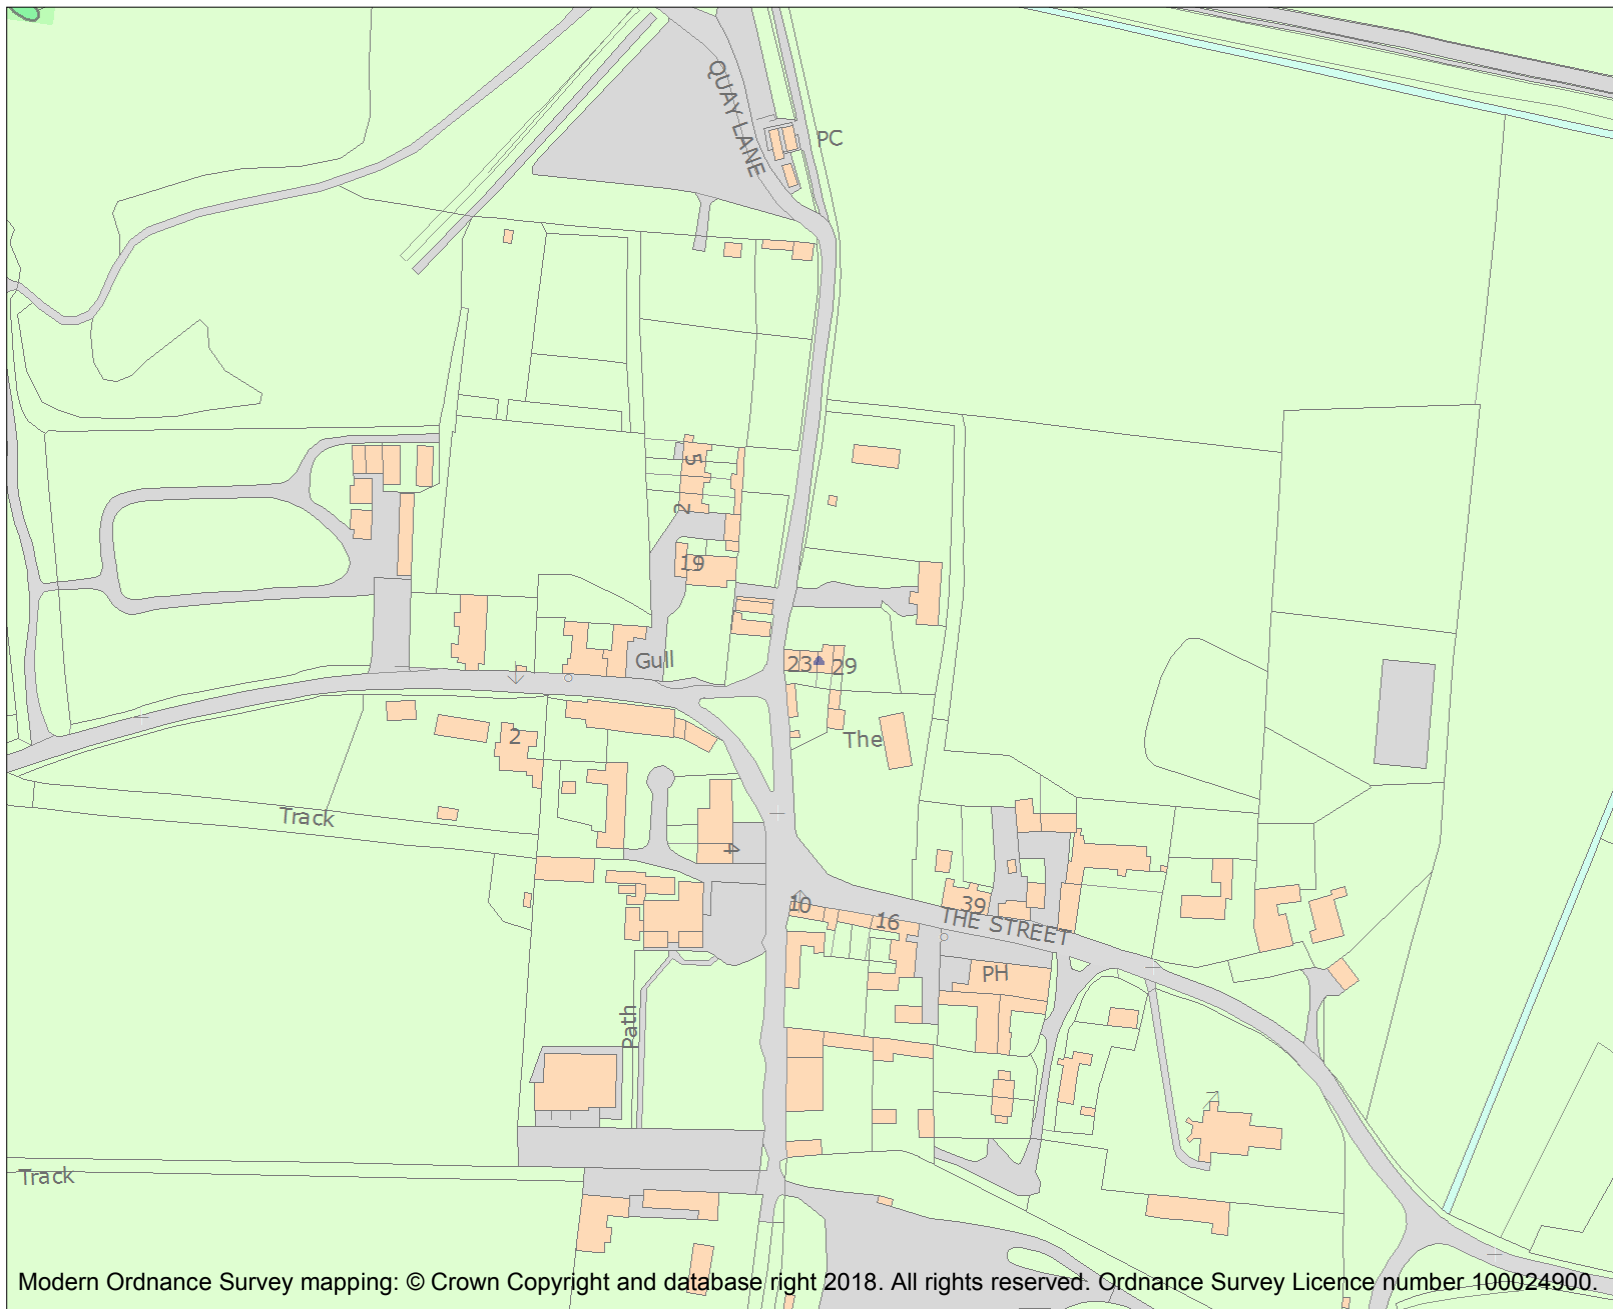 QUAY LANE
PC
5
2
19
Gull
23
29
2
The
Track
4
10
16
39
THE STREET
PH
Path
Track
Modern Ordnance Survey mapping: © Crown Copyright and database right 2018. All rights reserved. Ordnance Survey Licence number 100024900.